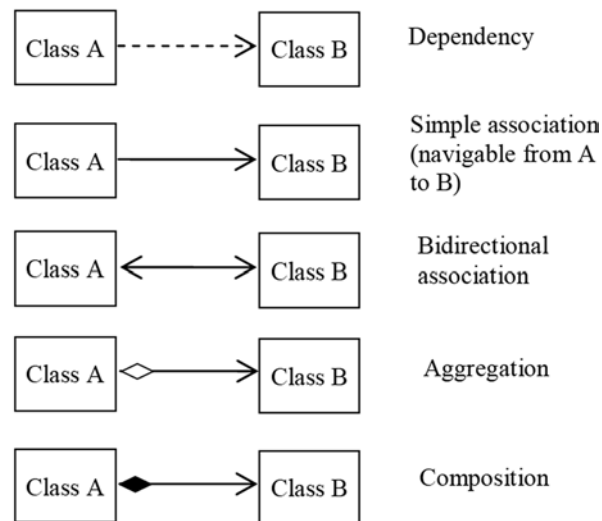 Class A
Class B
Dependency
Class A
Class B
Simple association
(navigable from A
to B)
Class A
Class B
Bidirectional
association
Class A
Class B
Aggregation
Class A
Class B
Composition